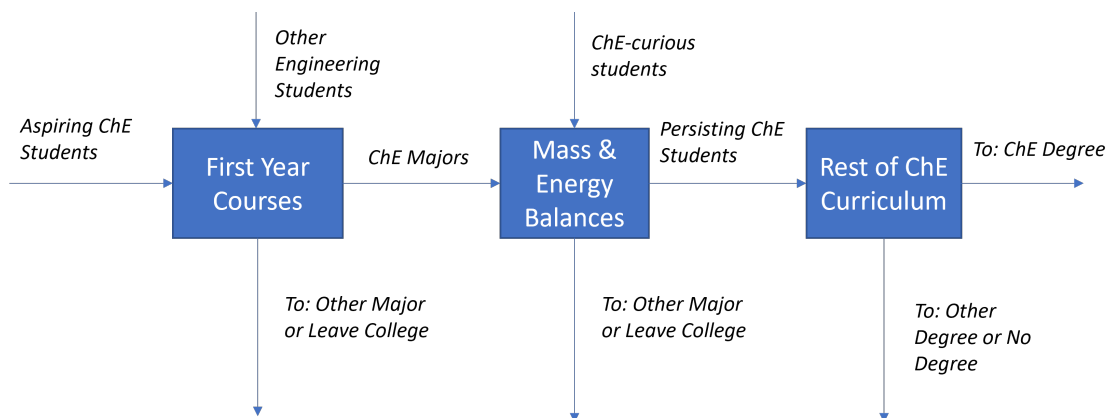 Other
Engineering
Students
ChE-curious
students
Aspiring ChE
Students
First Year
Courses
ChE Majors
Mass &
Energy
Balances
Persisting ChE
Students
Rest of ChE
Curriculum
To: ChE Degree
To: Other Major
or Leave College
To: Other Major
or Leave College
To: Other
Degree or No
Degree